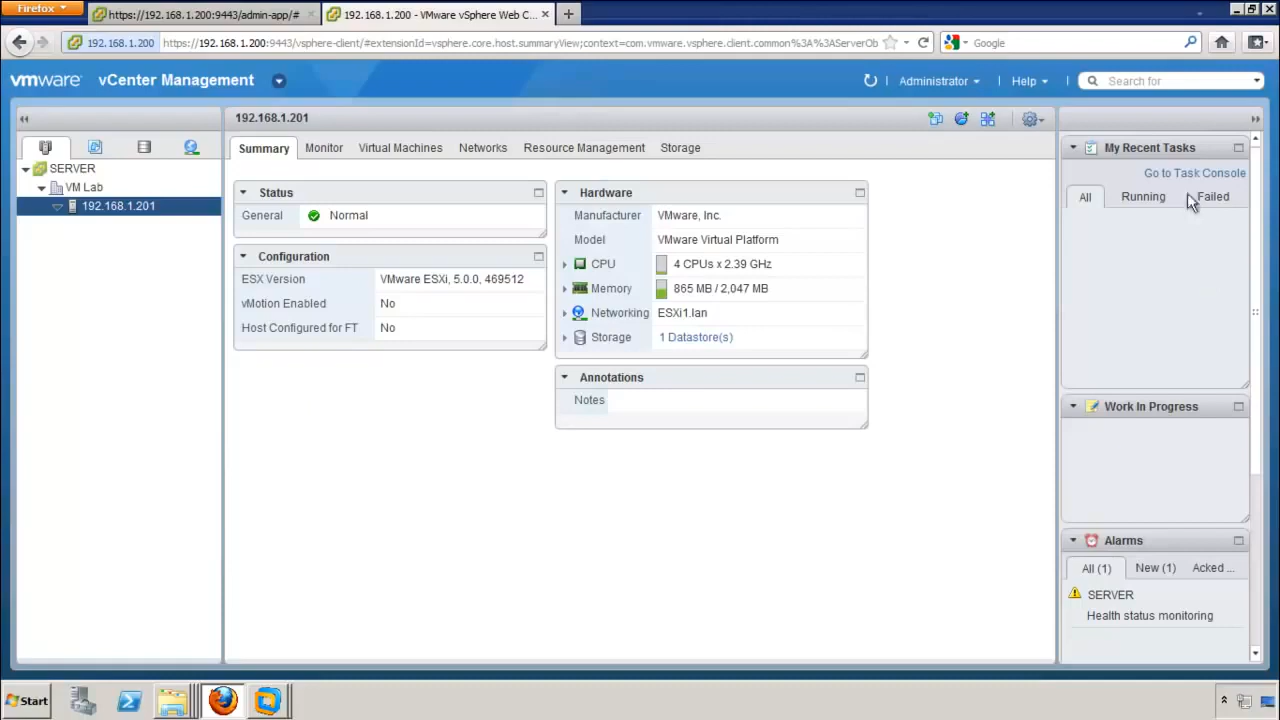 Firefox
https://192.168.1.200:9443/admin-app/#
192.168.1.200 - VMware vSphere Web C...
192.168.1.200
https://192.168.1.200:9443/vsphere-client/#extensionId=vsphere.core.host.summaryView;context=com.vmware.vsphere.client.common%3A%3AServerOb
Google
vmware
vCenter Management
Administrator
Help
Search for
192.168.1.201
Summary
Monitor
Virtual Machines
Networks
Resource Management
Storage
SERVER
VM Lab
192.168.1.201
Status
General
Normal
Configuration
ESX Version
VMware ESXi, 5.0.0, 469512
vMotion Enabled
No
Host Configured for FT
No
Hardware
Manufacturer
VMware, Inc.
Model
VMware Virtual Platform
CPU
4 CPUs x 2.39 GHz
Memory
865 MB / 2,047 MB
Networking
ESXi1.lan
Storage
1 Datastore(s)
Annotations
Notes
My Recent Tasks
Go to Task Console
All
Running
Failed
Work In Progress
Alarms
All (1)
New (1)
Acked ...
SERVER
Health status monitoring
Start